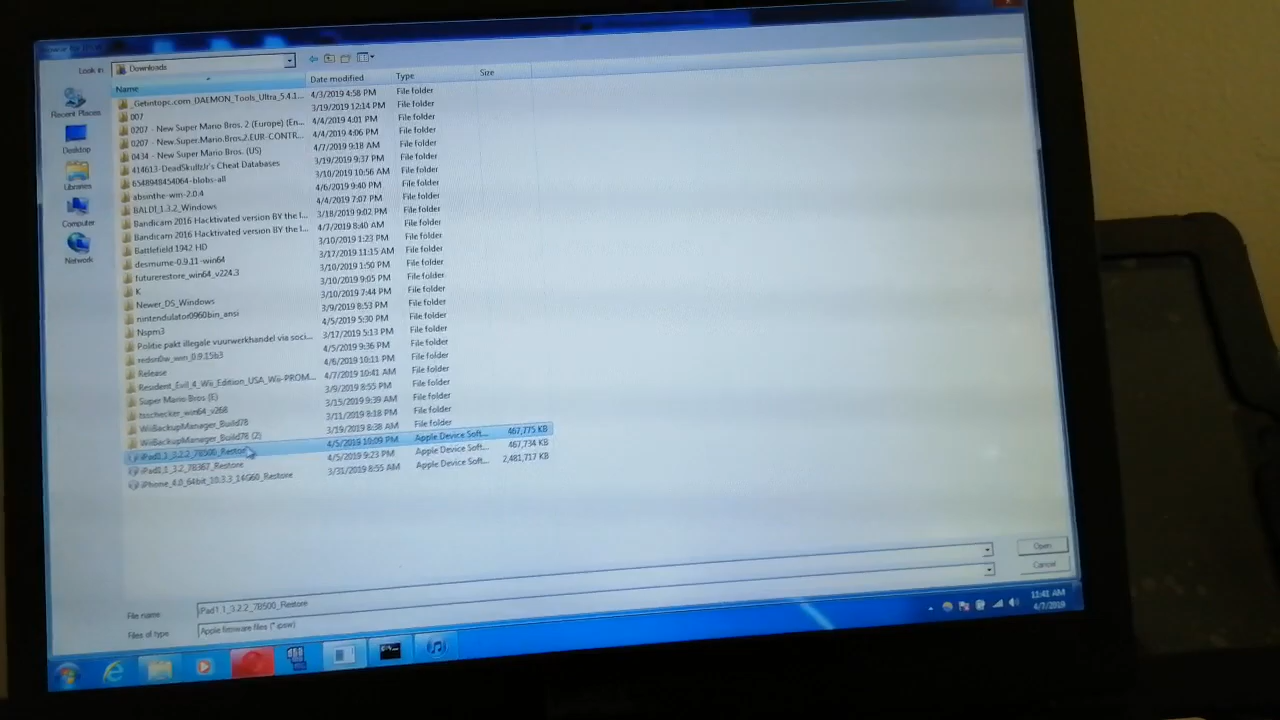 Look in: Downloads
Name Date modified Type Size
_Getintopc.com_DAEMON_Tools_Ultra_5.4.1... 4/3/2019 4:58 PM File folder
007 3/19/2019 12:14 PM File folder
0207 - New Super Mario Bros. 2 (Europe) (En... 4/4/2019 4:01 PM File folder
0207 - New.Super.Mario.Bros.2.EUR-CONTR... 4/4/2019 4:06 PM File folder
0434 - New Super Mario Bros. (US) 4/7/2019 9:18 AM File folder
414613-DeadSkullzJr's Cheat Databases 3/19/2019 9:37 PM File folder
6548948454064-blobs-all 3/10/2019 10:56 AM File folder
absinthe-win-2.0.4 4/6/2019 9:40 PM File folder
BALDI_1.3.2_Windows 4/4/2019 7:07 PM File folder
Bandicam 2016 Hacktivated version BY the l... 3/18/2019 9:02 PM File folder
Bandicam 2016 Hacktivated version BY the l... 4/7/2019 8:40 AM File folder
Battlefield 1942 HD 3/10/2019 1:23 PM File folder
desmume-0.9.11-win64 3/17/2019 11:15 AM File folder
futurerestore_win64_v224.3 3/10/2019 1:50 PM File folder
K 3/10/2019 9:05 PM File folder
Newer_DS_Windows 3/10/2019 7:44 PM File folder
nintendulator0960bin_ansi 3/9/2019 8:53 PM File folder
Nspm3 4/5/2019 5:30 PM File folder
Politie pakt illegale vuurwerkhandel via soci... 3/17/2019 5:13 PM File folder
redsn0w_win_0.9.15b3 4/5/2019 9:36 PM File folder
Release 4/6/2019 10:11 PM File folder
Resident_Evil_4_Wii_Edition_USA_Wii-PROM... 4/7/2019 10:41 AM File folder
Super Mario Bros (E) 3/9/2019 8:55 PM File folder
tsschecker_win64_v268 3/15/2019 9:39 AM File folder
WiiBackupManager_Build78 3/11/2019 8:18 PM File folder
WiiBackupManager_Build78 (2) 3/19/2019 8:38 AM File folder
iPad1,1_3.2.2_7B500_Restore 4/5/2019 10:09 PM Apple Device Soft... 467,775 KB
iPad1,1_3.2_7B367_Restore 4/5/2019 9:23 PM Apple Device Soft... 467,734 KB
iPhone_4.0_64bit_10.3.3_14G60_Restore 3/31/2019 8:55 AM Apple Device Soft... 2,481,717 KB
Recent Places
Desktop
Libraries
Computer
Network
File name: iPad1,1_3.2.2_7B500_Restore Open
Files of type: Apple firmware files (*.ipsw) Cancel
11:41 AM
4/7/2019